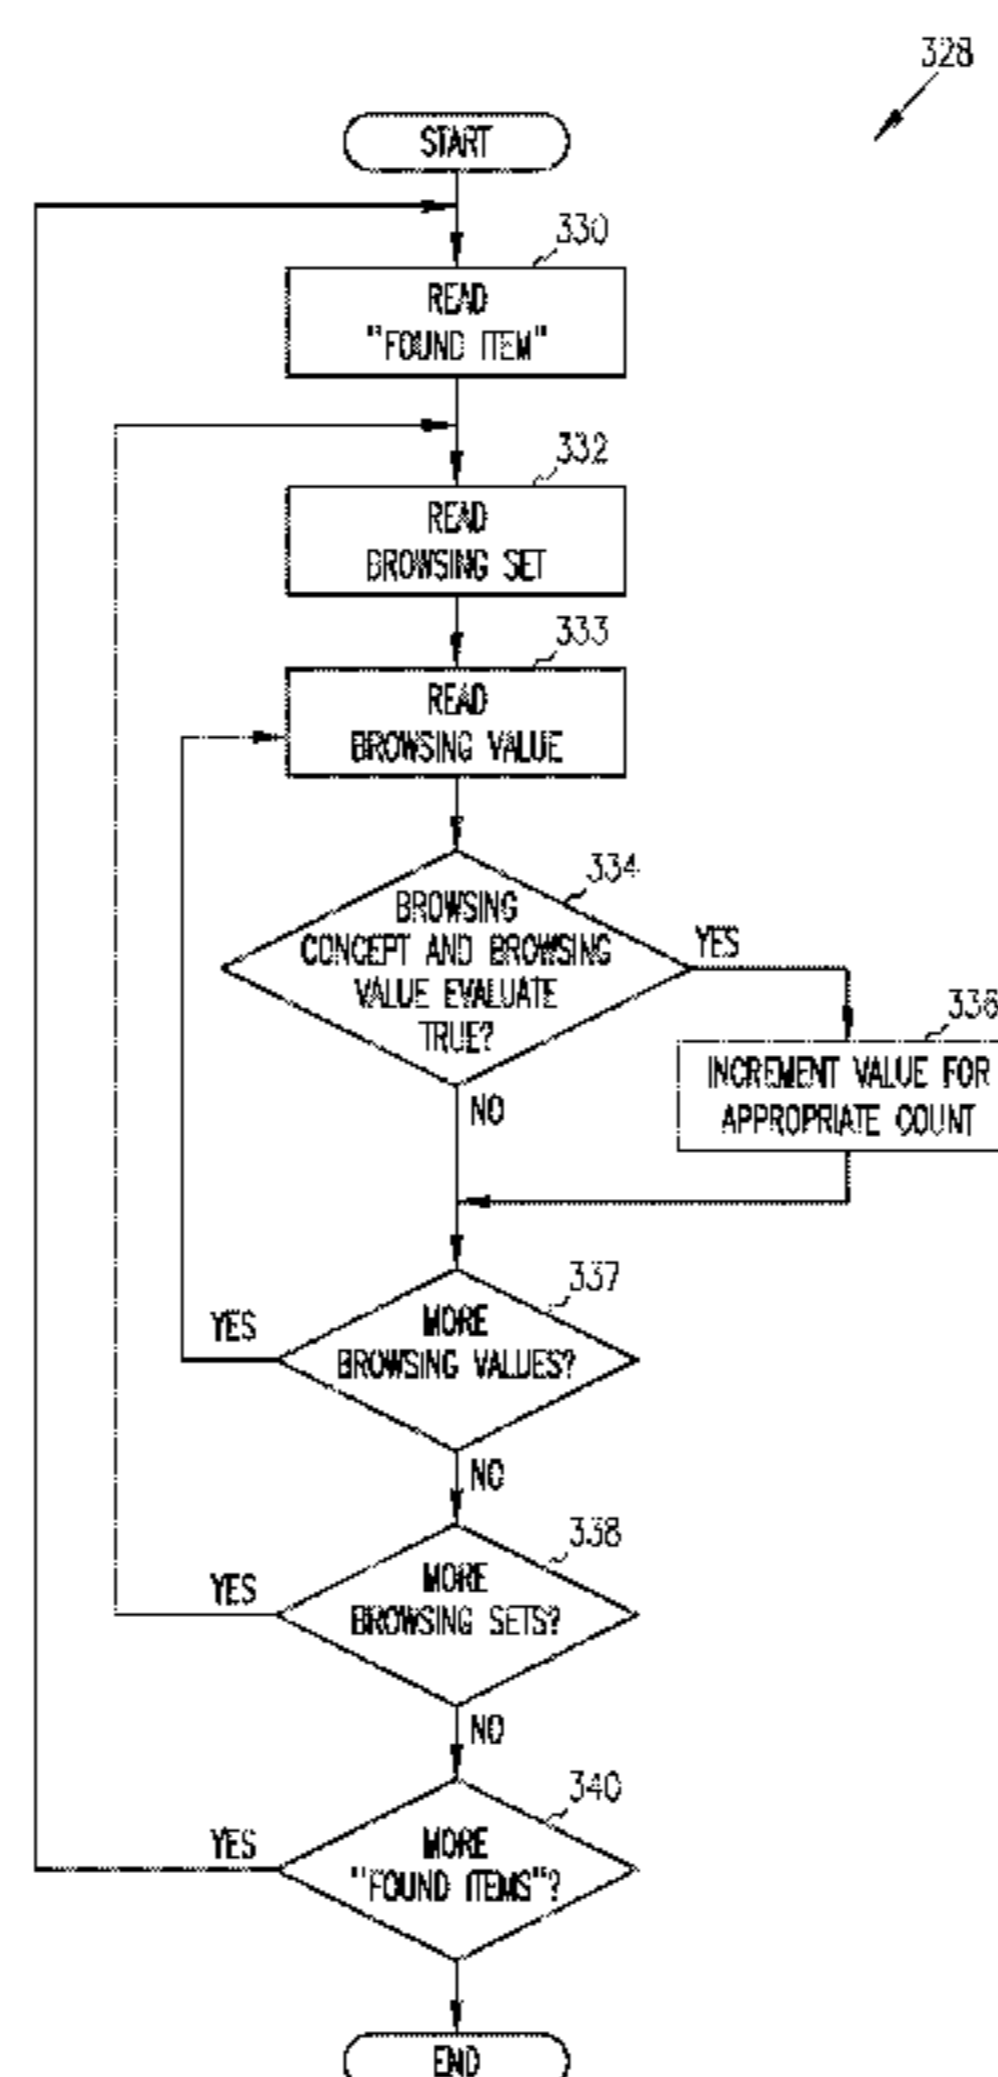 328
START
330
READ
"FOUND ITEM"
332
READ
BROWSING SET
333
READ
BROWSING VALUE
334
BROWSING
CONCEPT AND BROWSING
VALUE EVALUATE
TRUE?
YES
NO
336
INCREMENT VALUE FOR
APPROPRIATE COUNT
337
MORE
BROWSING VALUES?
YES
NO
338
MORE
BROWSING SETS?
YES
NO
340
MORE
"FOUND ITEMS"?
YES
END